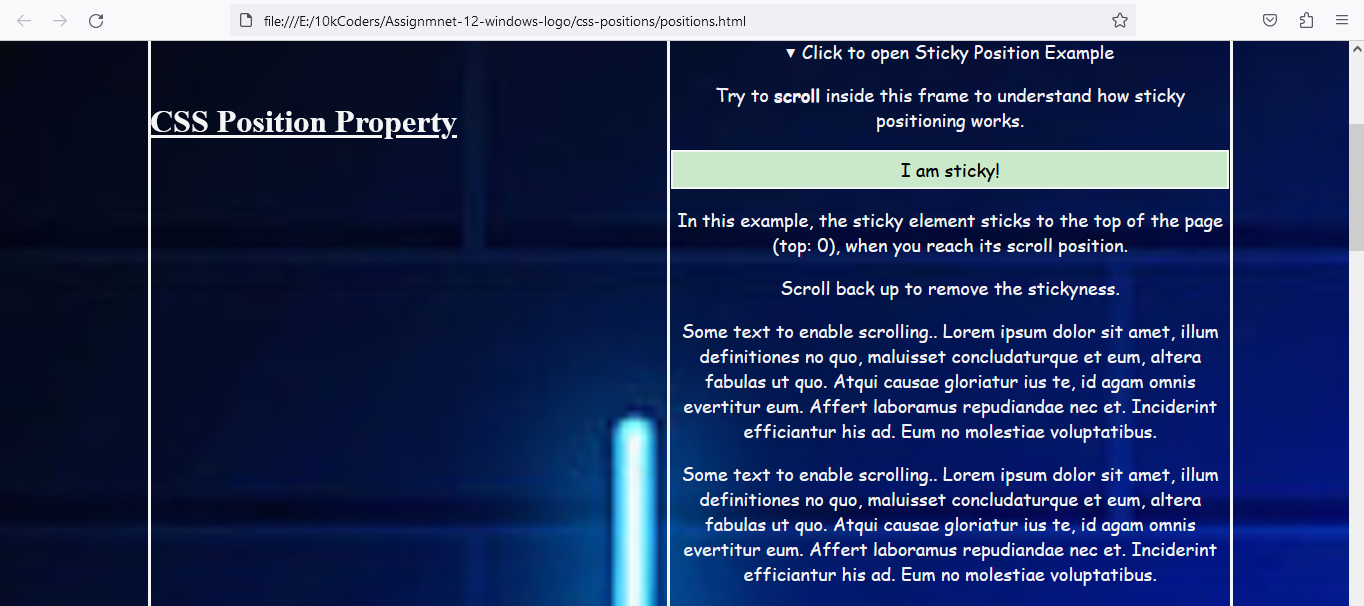 file:///E:/10kCoders/Assignmnet-12-windows-logo/css-positions/positions.html
CSS Position Property
▾ Click to open Sticky Position Example
Try to scroll inside this frame to understand how sticky
positioning works.
I am sticky!
In this example, the sticky element sticks to the top of the page
(top: 0), when you reach its scroll position.
Scroll back up to remove the stickyness.
Some text to enable scrolling.. Lorem ipsum dolor sit amet, illum
definitiones no quo, maluisset concludaturque et eum, altera
fabulas ut quo. Atqui causae gloriatur ius te, id agam omnis
evertitur eum. Affert laboramus repudiandae nec et. Inciderint
efficiantur his ad. Eum no molestiae voluptatibus.
Some text to enable scrolling.. Lorem ipsum dolor sit amet, illum
definitiones no quo, maluisset concludaturque et eum, altera
fabulas ut quo. Atqui causae gloriatur ius te, id agam omnis
evertitur eum. Affert laboramus repudiandae nec et. Inciderint
efficiantur his ad. Eum no molestiae voluptatibus.